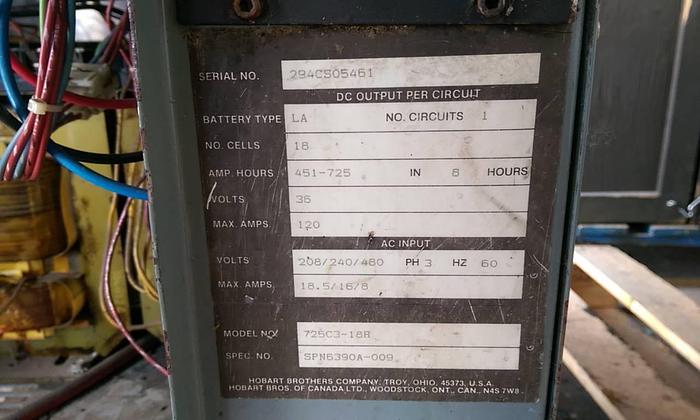 SERIAL NO. 294CS05461
DC OUTPUT PER CIRCUIT
BATTERY TYPE LA NO. CIRCUITS 1
NO. CELLS 18
AMP. HOURS 451-725 IN 8 HOURS
VOLTS 36
MAX. AMPS. 120
AC INPUT
VOLTS 208/240/480 PH 3 HZ 60
MAX. AMPS. 18.5/16/8
MODEL NO. 725C3-18R
SPEC. NO. SPN6390A-009
HOBART BROTHERS COMPANY, TROY, OHIO, 45373, U.S.A.
HOBART BROS. OF CANADA LTD., WOODSTOCK, ONT., CAN., N4S 7W8